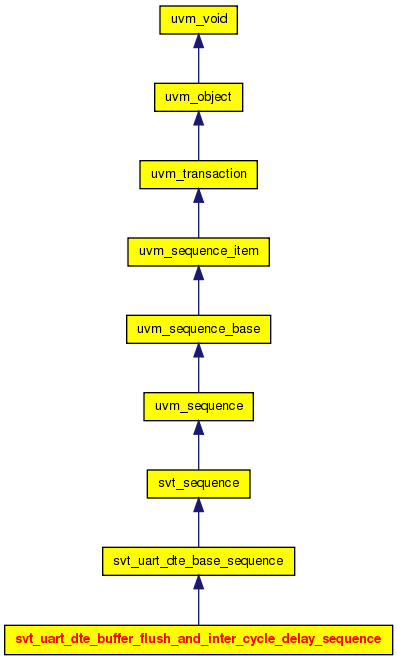 uvm_void
uvm_object
uvm_transaction
uvm_sequence_item
uvm_sequence_base
uvm_sequence
svt_sequence
svt_uart_dte_base_sequence
svt_uart_dte_buffer_flush_and_inter_cycle_delay_sequence